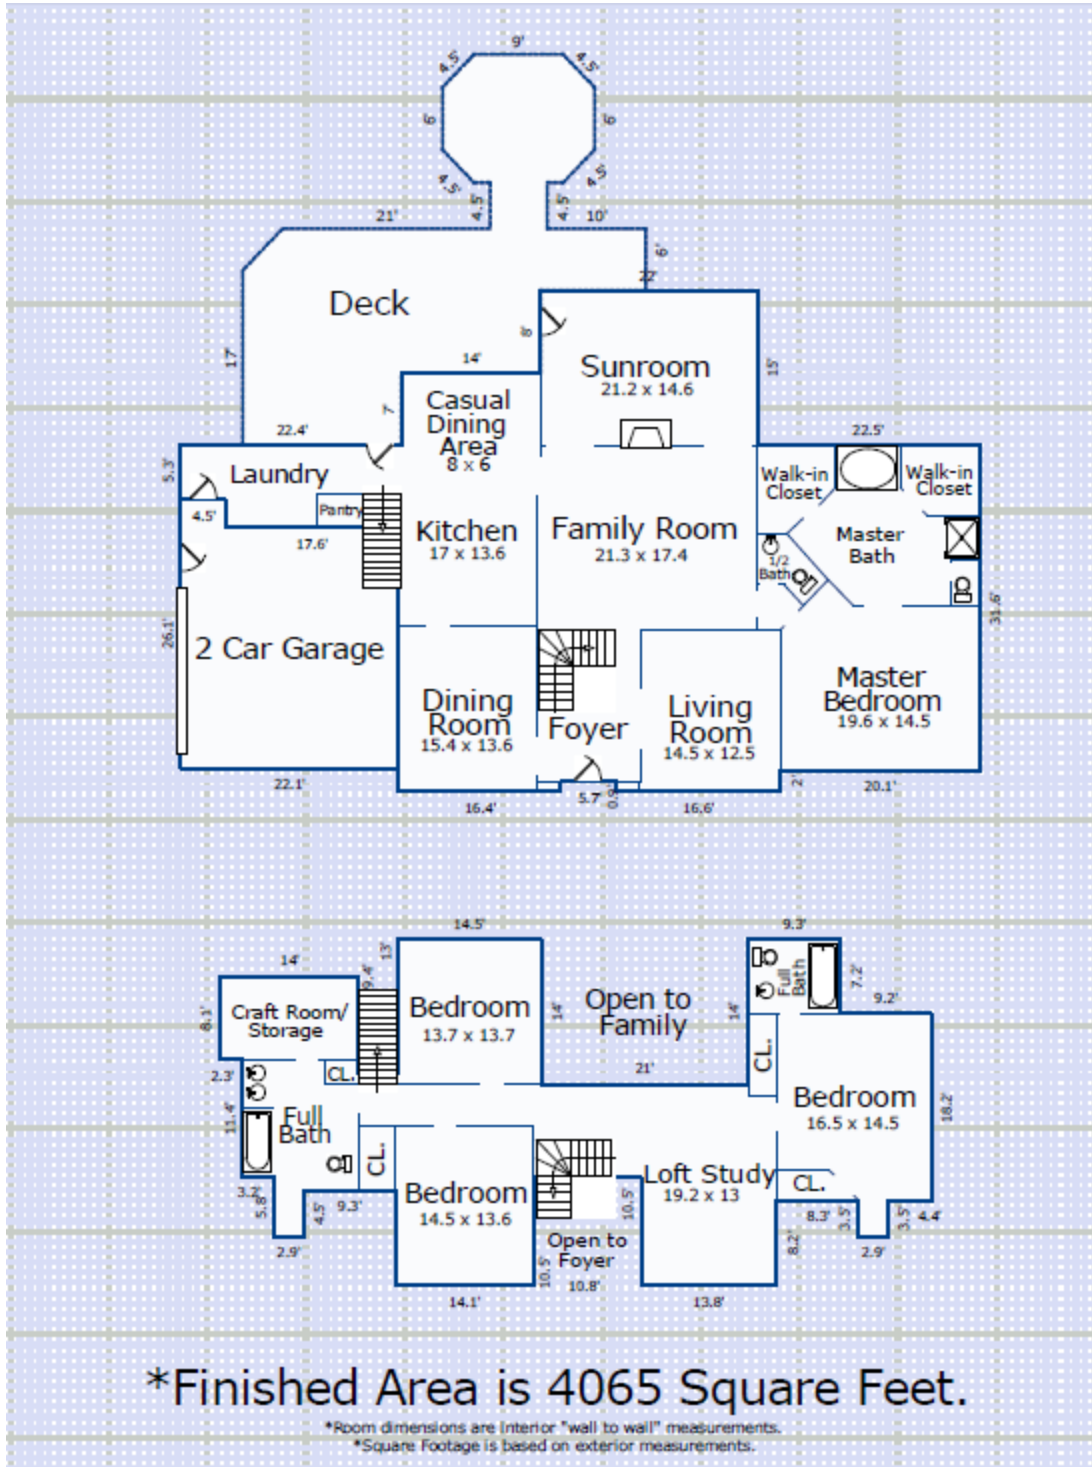 9'
4.5'
4.5'
6'
6'
4.5'
4.5'
4.5'
4.5'
21'
10'
6'
22'
Deck
8'
17'
14'
Sunroom
21.2 x 14.6
15'
7'
Casual
Dining
Area
8 x 6
22.4'
22.5'
5.3'
Laundry
Walk-in
Closet
Walk-in
Closet
4.5'
Pantry
17.6'
Kitchen
17 x 13.6
Family Room
21.3 x 17.4
Master
Bath
1/2
Bath
26.1'
31.6'
2 Car Garage
Dining
Room
15.4 x 13.6
Foyer
Living
Room
14.5 x 12.5
Master
Bedroom
19.6 x 14.5
22.1'
16.4'
5.7'
0.9'
16.6'
2'
20.1'
14.5'
9.3'
14'
9.4'
13'
Full
Bath
7.2'
9.2'
8.1'
Craft Room/
Storage
Bedroom
13.7 x 13.7
14'
Open to
Family
14'
21'
2.3'
CL.
CL.
Bedroom
16.5 x 14.5
18.2'
11.4'
Full
Bath
CL.
Bedroom
14.5 x 13.6
Loft Study
19.2 x 13
CL.
3.2'
5.8'
4.5'
9.3'
2.9'
10.5'
10.5'
Open to
Foyer
10.8'
8.2'
8.3'
3.5'
3.5'
4.4'
2.9'
14.1'
13.8'
*Finished Area is 4065 Square Feet.
*Room dimensions are Interior "wall to wall" measurements.
*Square Footage is based on exterior measurements.